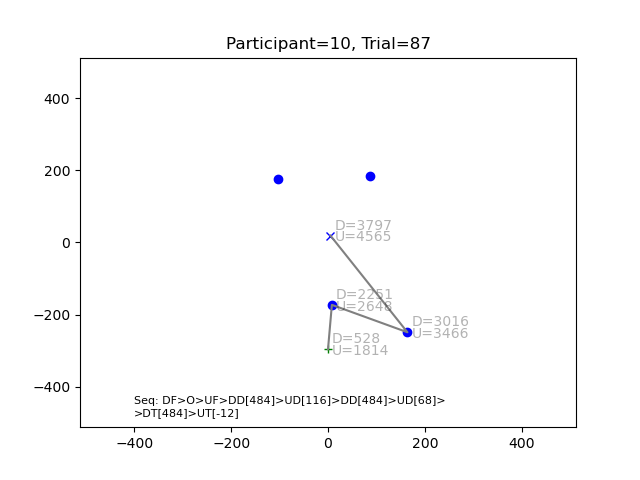 Participant=10, Trial=87
400
200
0
−200
−400
D=3797
U=4565
D=2251
U=2648
D=3016
U=3466
D=528
U=1814
Seq: DF>O>UF>DD[484]>UD[116]>DD[484]>UD[68]>
>DT[484]>UT[-12]
−400 −200 0 200 400